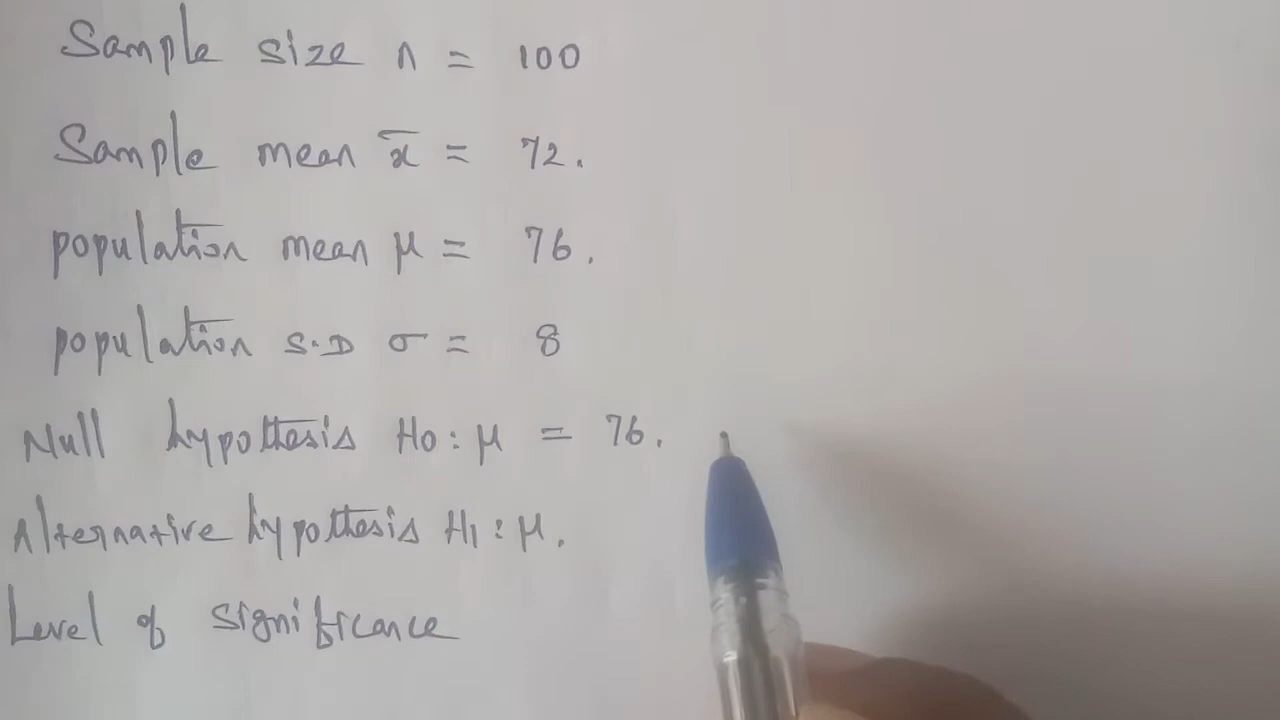 Sample size n = 100
Sample mean x̄ = 72.
population mean μ = 76.
population S.D σ = 8
Null hypothesis H0 : μ = 76.
Alternative hypothesis H1 : μ.
Level of significance